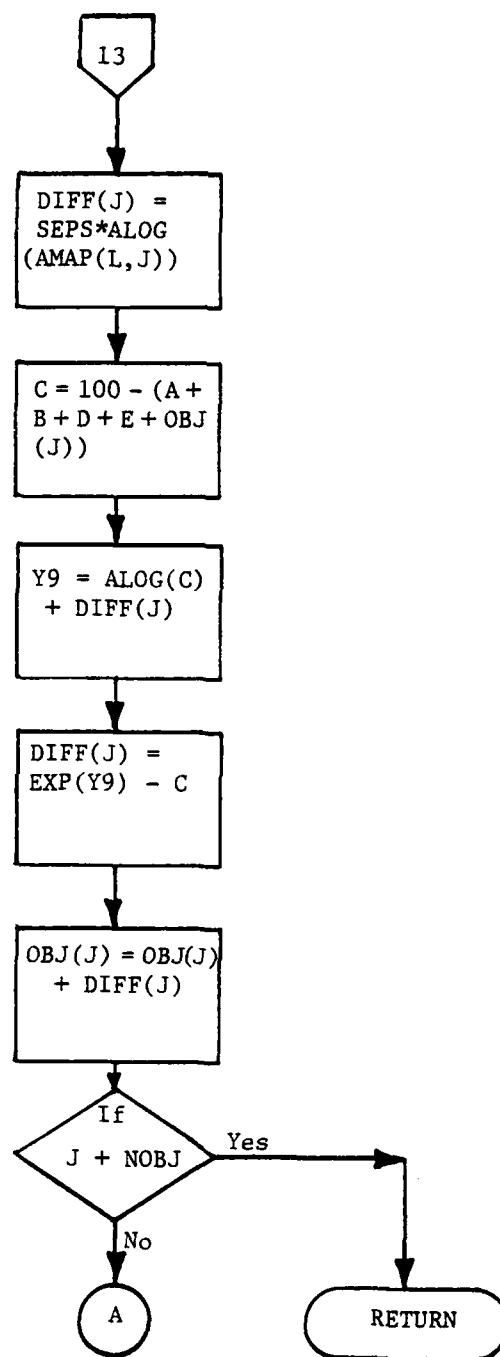 I3
DIFF(J) =
SEPS*ALOG
(AMAP(L,J))
C = 100 - (A +
B + D + E + OBJ
(J))
Y9 = ALOG(C)
+ DIFF(J)
DIFF(J) =
EXP(Y9) - C
OBJ(J) = OBJ(J)
+ DIFF(J)
If
J + NOBJ
Yes
No
A
RETURN